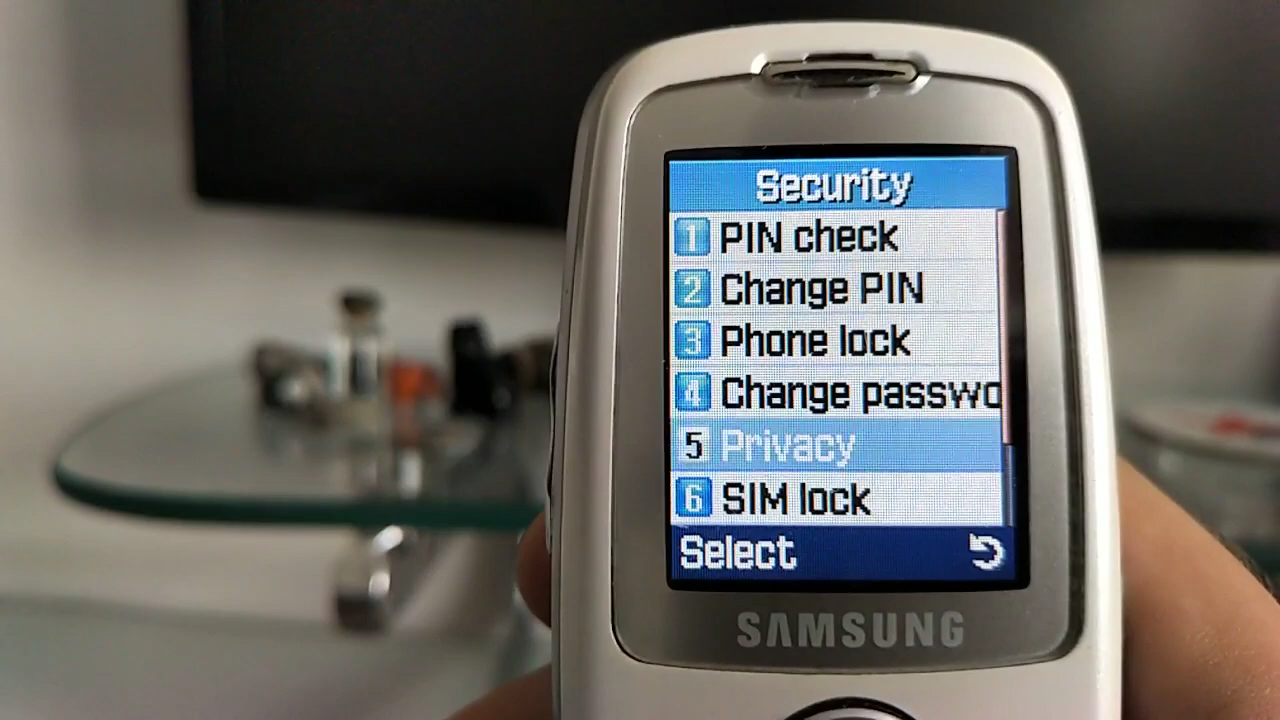 Security
1 PIN check
2 Change PIN
3 Phone lock
4 Change passwo
5 Privacy
6 SIM lock
Select
SAMSUNG